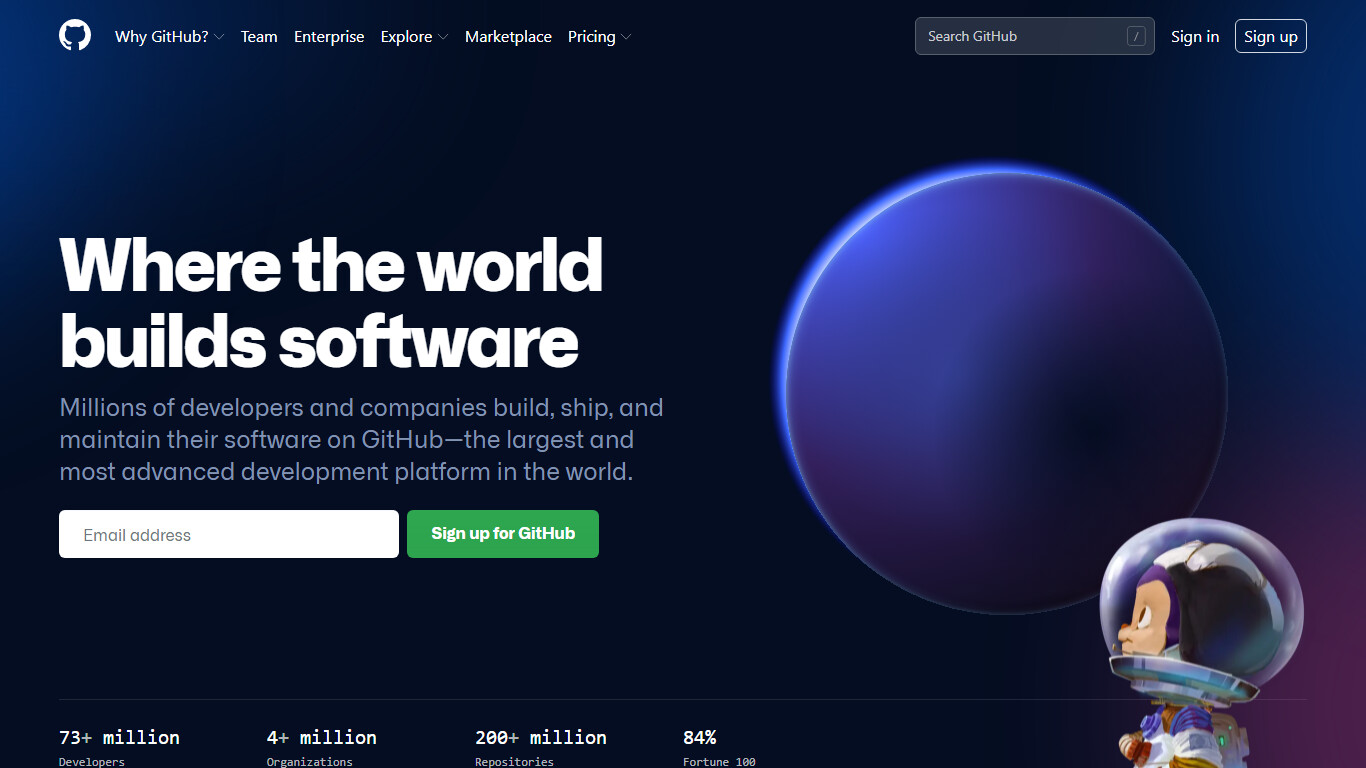 Why GitHub? Team Enterprise Explore Marketplace Pricing Search GitHub / Sign in Sign up
Where the world
builds software
Millions of developers and companies build, ship, and
maintain their software on GitHub—the largest and
most advanced development platform in the world.
Email address Sign up for GitHub
73+ million 4+ million 200+ million 84%
Developers Organizations Repositories Fortune 100